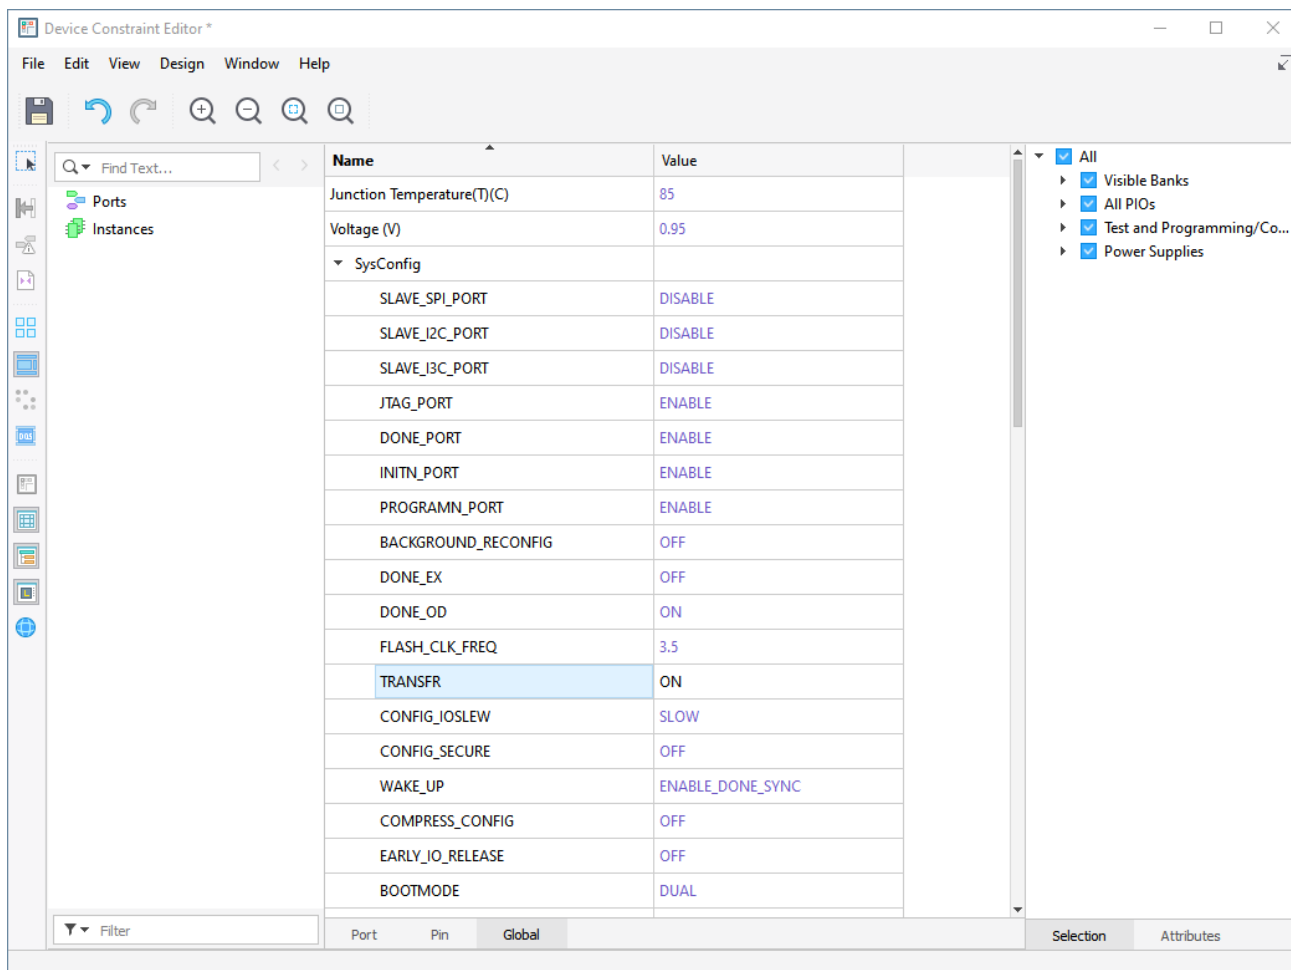 Device Constraint Editor *
File Edit View Design Window Help
Find Text...
Ports
Instances
Filter
Name Value
Junction Temperature(T)(C) 85
Voltage (V) 0.95
SysConfig
SLAVE_SPI_PORT DISABLE
SLAVE_I2C_PORT DISABLE
SLAVE_I3C_PORT DISABLE
JTAG_PORT ENABLE
DONE_PORT ENABLE
INITN_PORT ENABLE
PROGRAMN_PORT ENABLE
BACKGROUND_RECONFIG OFF
DONE_EX OFF
DONE_OD ON
FLASH_CLK_FREQ 3.5
TRANSFR ON
CONFIG_IOSLEW SLOW
CONFIG_SECURE OFF
WAKE_UP ENABLE_DONE_SYNC
COMPRESS_CONFIG OFF
EARLY_IO_RELEASE OFF
BOOTMODE DUAL
Port Pin Global
All
Visible Banks
All PIOs
Test and Programming/Co...
Power Supplies
Selection Attributes
DQS